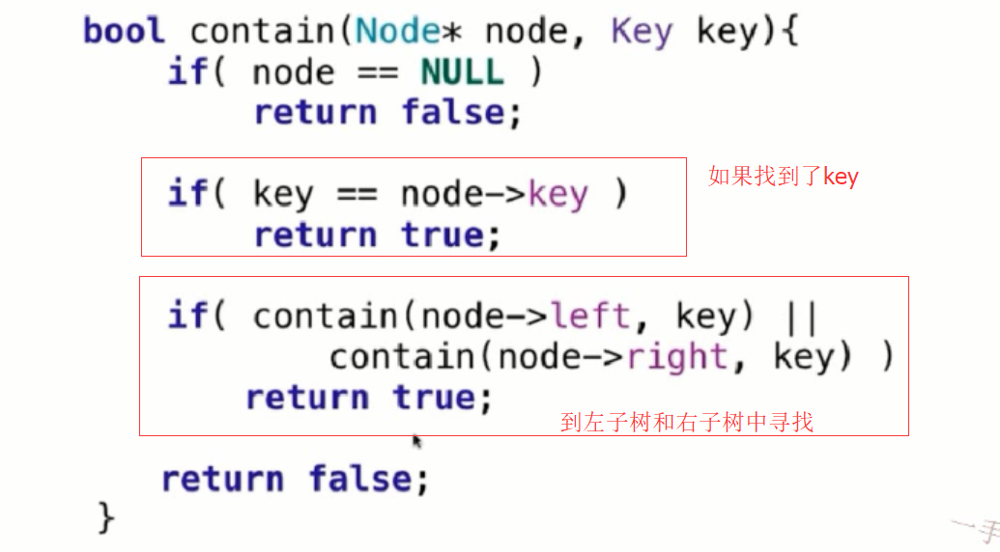 bool contain(Node* node, Key key){
if( node == NULL )
return false;
if( key == node->key )
return true;
如果找到了key
if( contain(node->left, key) ||
contain(node->right, key) )
return true;
到左子树和右子树中寻找
return false;
}
一手